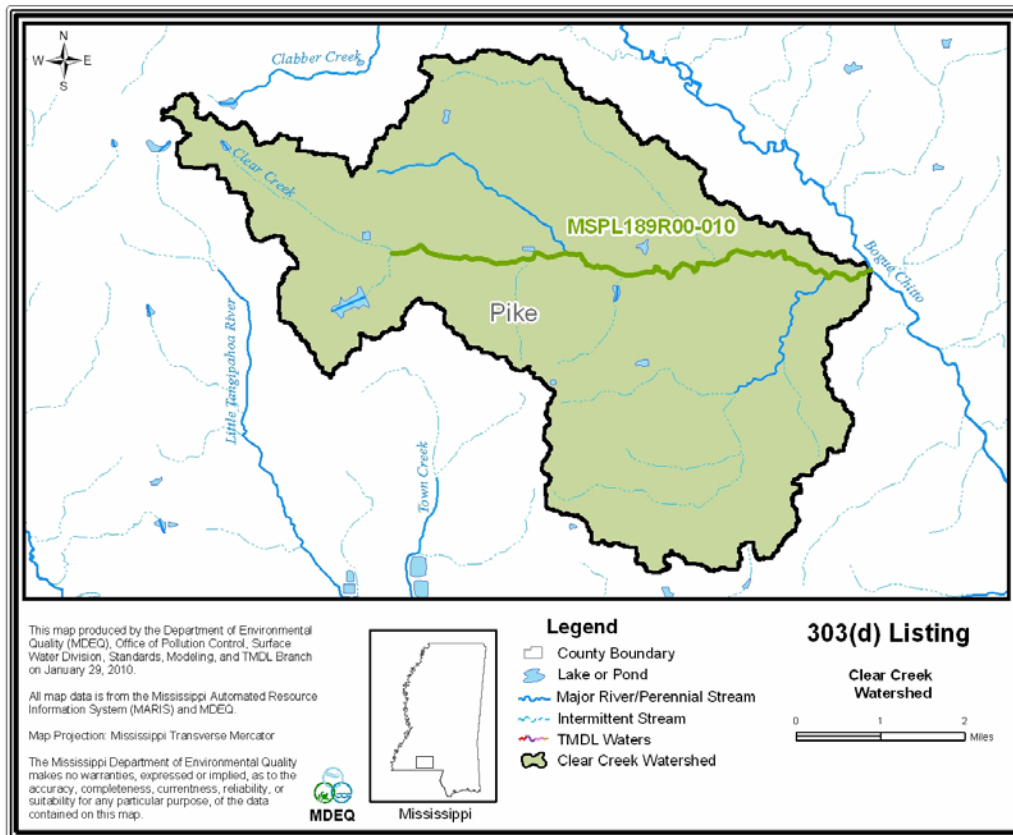 N
W E
S
Clabber Creek
Clear Creek
MSPL189R00-010
Bogue Chitto
Pike
Little Tangipahoa River
Town Creek
This map produced by the Department of Environmental
Quality (MDEQ), Office of Pollution Control, Surface
Water Division, Standards, Modeling, and TMDL Branch
on January 29, 2010.
All map data is from the Mississippi Automated Resource
Information System (MARIS) and MDEQ.
Map Projection: Mississippi Transverse Mercator
The Mississippi Department of Environmental Quality
makes no warranties, expressed or implied, as to the
accuracy, completeness, currentness, reliability, or
suitability for any particular purpose, of the data
contained on this map.
MDEQ
Mississippi
Legend
County Boundary
Lake or Pond
Major River/Perennial Stream
Intermittent Stream
TMDL Waters
Clear Creek Watershed
303(d) Listing
Clear Creek
Watershed
0 1 2
Miles